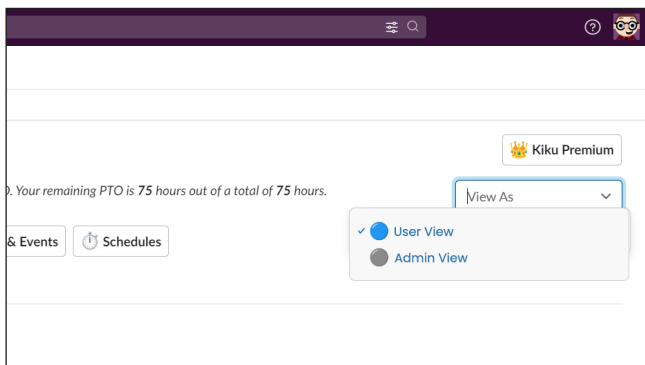 👑 Kiku Premium
. Your remaining PTO is 75 hours out of a total of 75 hours.
View As
& Events
⏱️ Schedules
✓ User View
Admin View